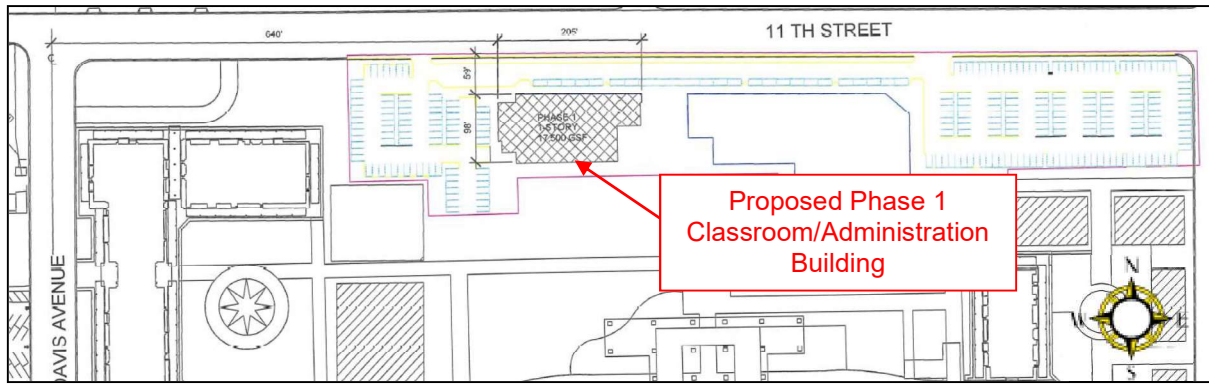 640'
205'
11 TH STREET
59'
98'
PHASE 1
1-STORY
17,500 GSF
Proposed Phase 1
Classroom/Administration
Building
DAVIS AVENUE
N
W
E
S